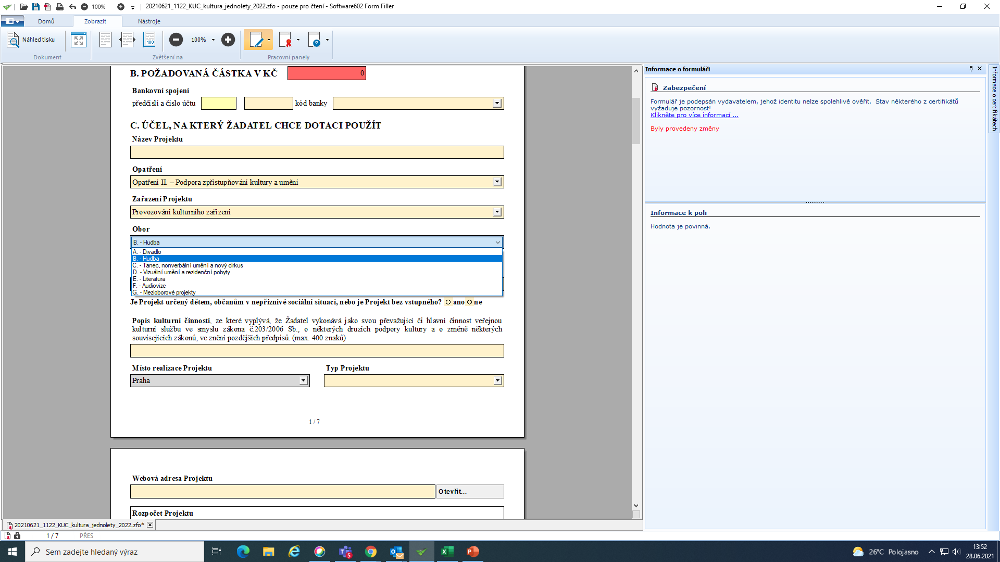 100%
20210621_1122_KUC_kultura_jednolety_2022.zfo - pouze pro čtení - Software602 Form Filler
Domů
Zobrazit
Nástroje
Náhled tisku
100
100%
Dokument
Zvětšení na
Pracovní panely
B. POŽADOVANÁ ČÁSTKA V KČ
0
Bankovní spojení
předčíslí a číslo účtu
kód banky
C. ÚČEL, NA KTERÝ ŽADATEL CHCE DOTACI POUŽÍT
Název Projektu
Opatření
Opatření II. – Podpora zpřístupňování kultury a umění
Zařazení Projektu
Provozování kulturního zařízení
Obor
B. - Hudba
A. - Divadlo
B. - Hudba
C. - Tanec, nonverbální umění a nový cirkus
D. - Vizuální umění a rezidenční pobyty
E. - Literatura
F. - Audiovize
G. - Mezioborové projekty
Je Projekt určený dětem, občanům v nepříznivé sociální situaci, nebo je Projekt bez vstupného? ano ne
Popis kulturní činnosti, ze které vyplývá, že Žadatel vykonává jako svou převažující či hlavní činnost veřejnou
kulturní službu ve smyslu zákona č.203/2006 Sb., o některých druzích podpory kultury a o změně některých
souvisejících zákonů, ve znění pozdějších předpisů. (max. 400 znaků)
Místo realizace Projektu
Typ Projektu
Praha
1 / 7
Webová adresa Projektu
Otevřít...
Rozpočet Projektu
Informace o formuláři
Zabezpečení
Formulář je podepsán vydavatelem, jehož identitu nelze spolehlivě ověřit. Stav některého z certifikátů
vyžaduje pozornost!
Klikněte pro více informací ...
Byly provedeny změny
Informace k poli
Hodnota je povinná.
Informace o certifikátech
20210621_1122_KUC_kultura_jednolety_2022.zfo*
1 / 7
PŘES
Sem zadejte hledaný výraz
5
26°C Polojasno
13:52
28.06.2021